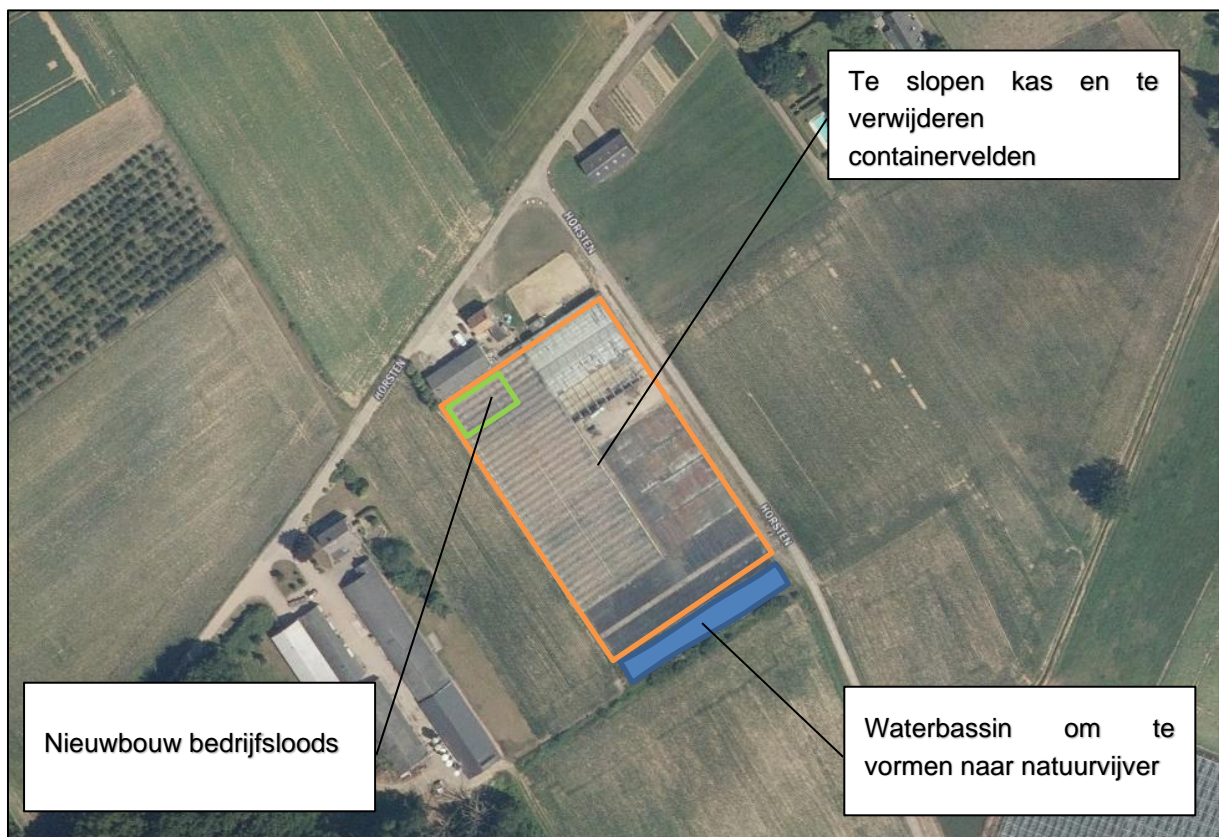 Te slopen kas en te
verwijderen
containervelden
HORSTEN
HORSTEN
HORSTEN
Nieuwbouw bedrijfsloods
Waterbassin om te
vormen naar natuurvijver